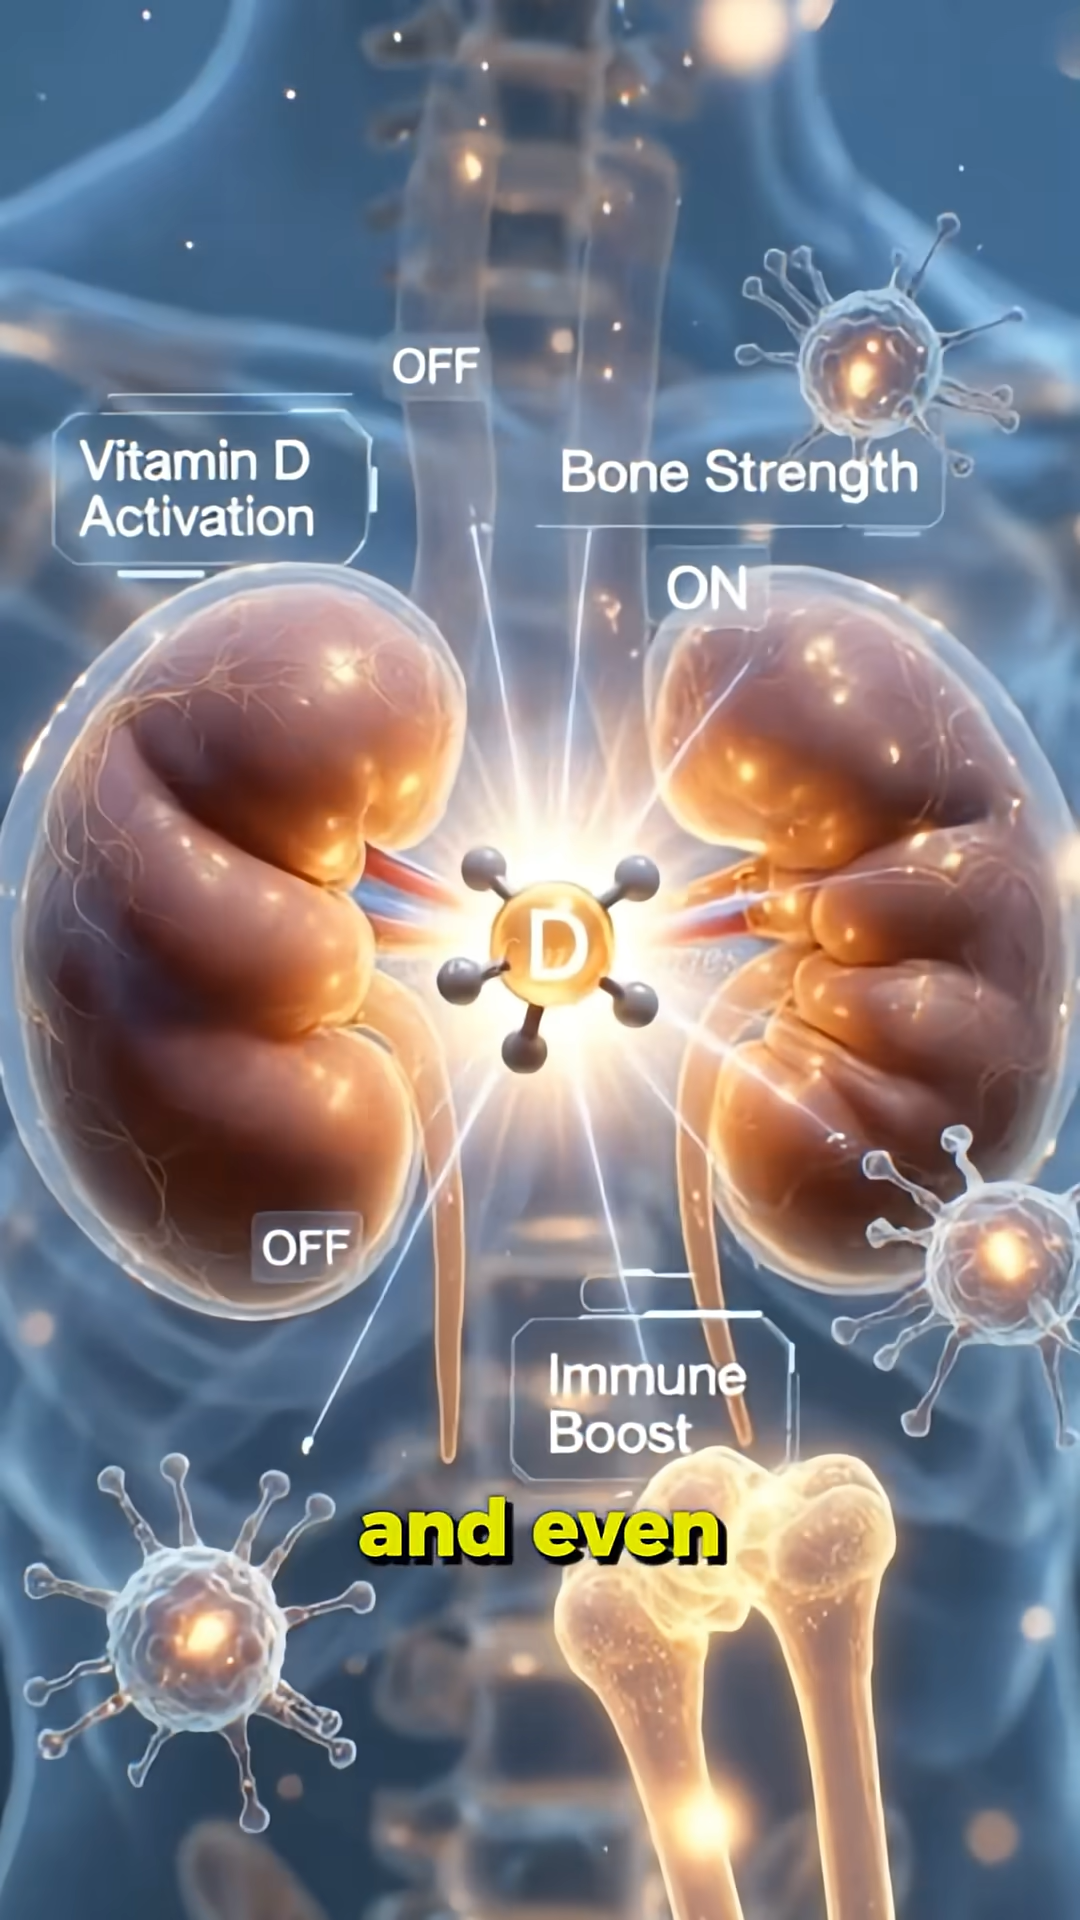 OFF
Vitamin D
Activation
Bone Strength
ON
D
OFF
Immune
Boost
and even